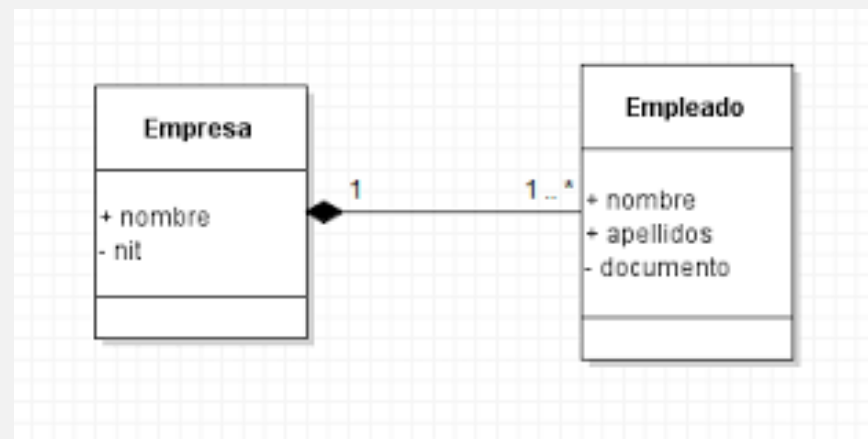 Empresa
+ nombre
- nit
1
1..*
Empleado
+ nombre
+ apellidos
- documento